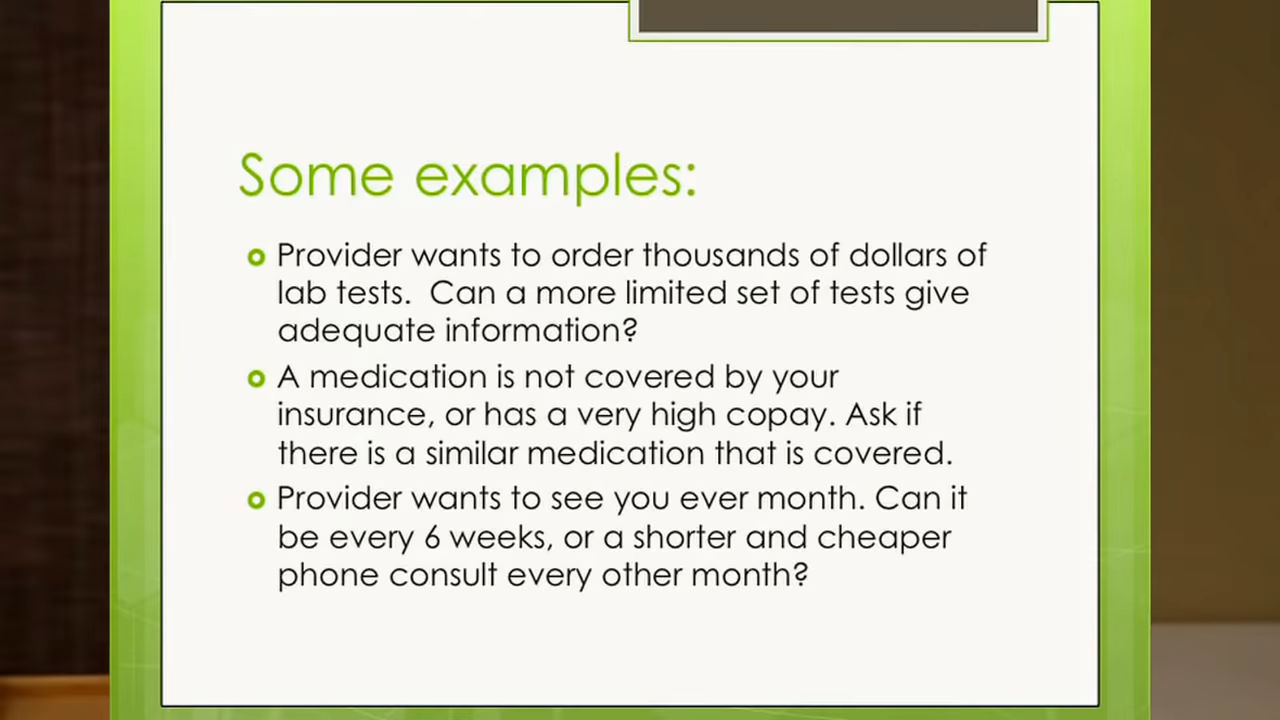 Some examples:
Provider wants to order thousands of dollars of
lab tests.  Can a more limited set of tests give
adequate information?
A medication is not covered by your
insurance, or has a very high copay. Ask if
there is a similar medication that is covered.
Provider wants to see you ever month. Can it
be every 6 weeks, or a shorter and cheaper
phone consult every other month?